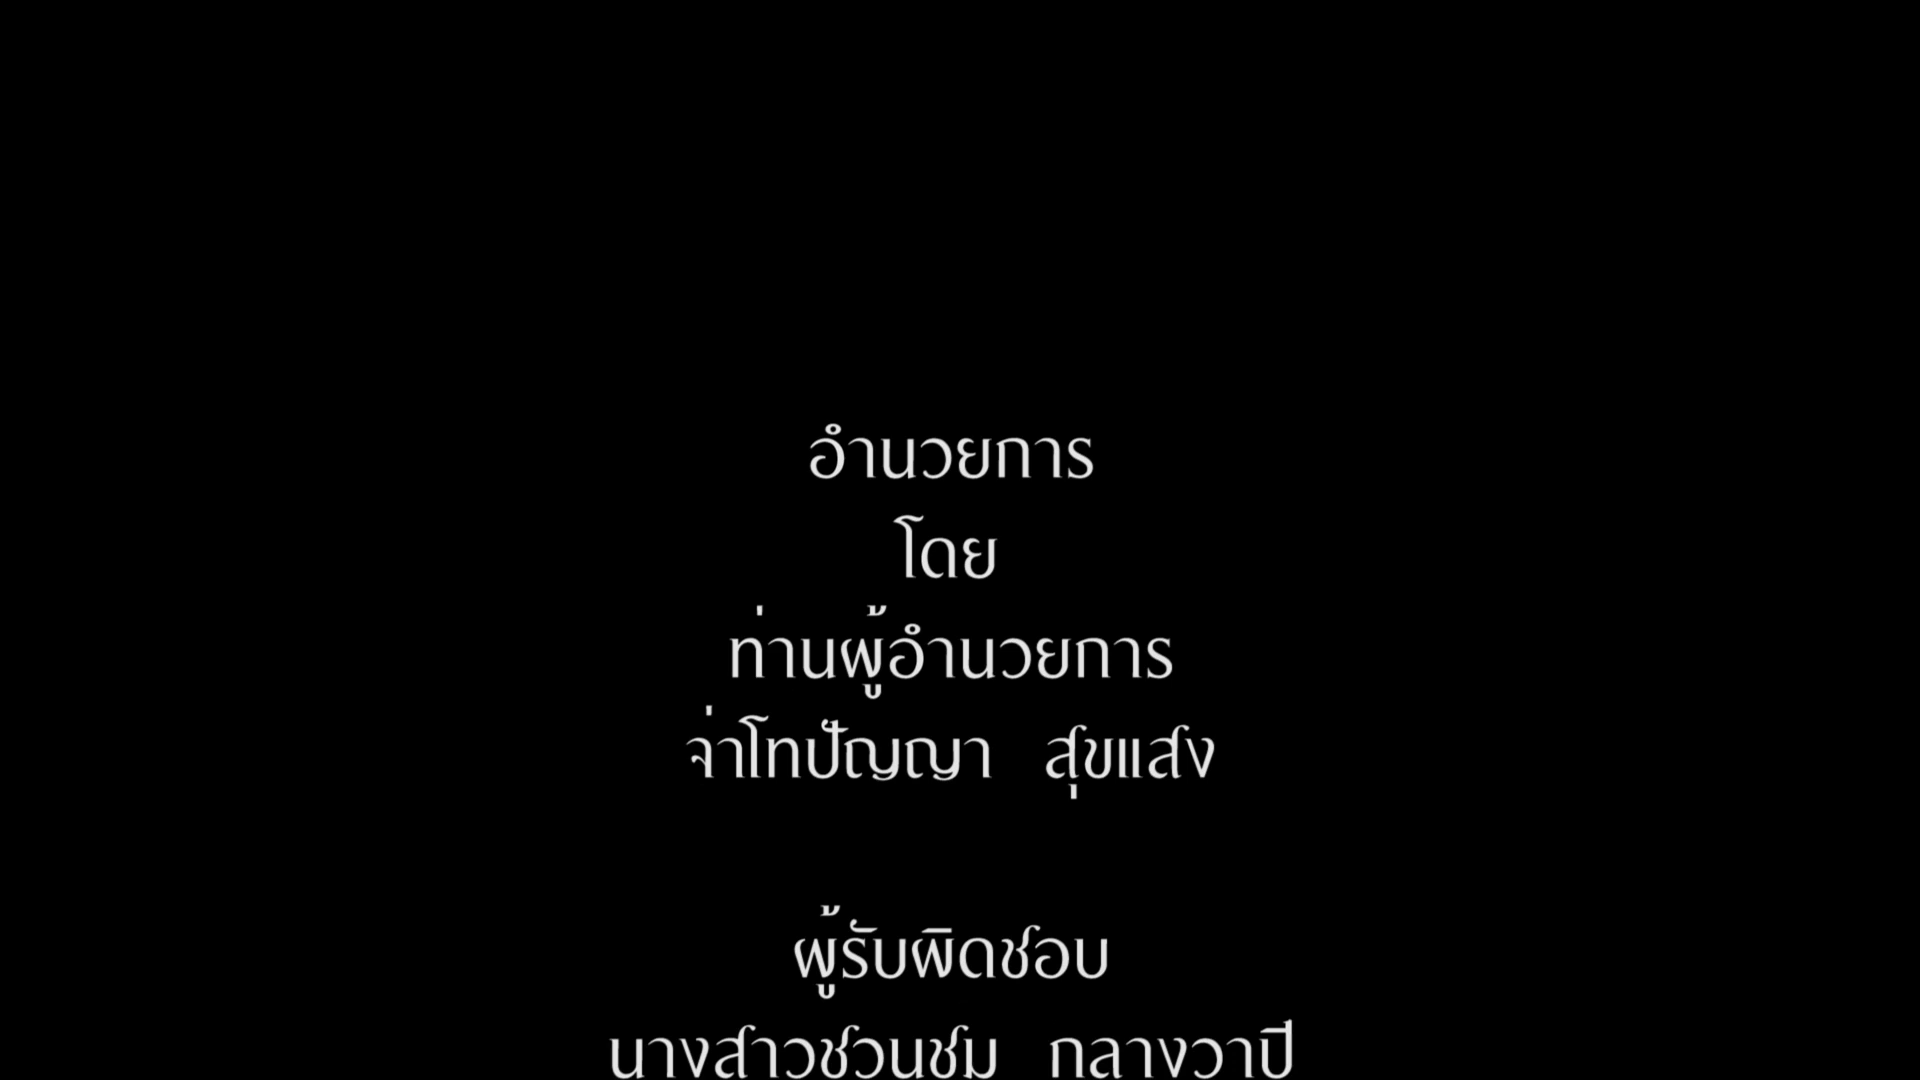 อำนวยการ
โดย
ท่านผู้อำนวยการ
จ่าโทปัญญา สุขแสง
ผู้รับผิดชอบ
นางสาวชวนชม กลางวาปี